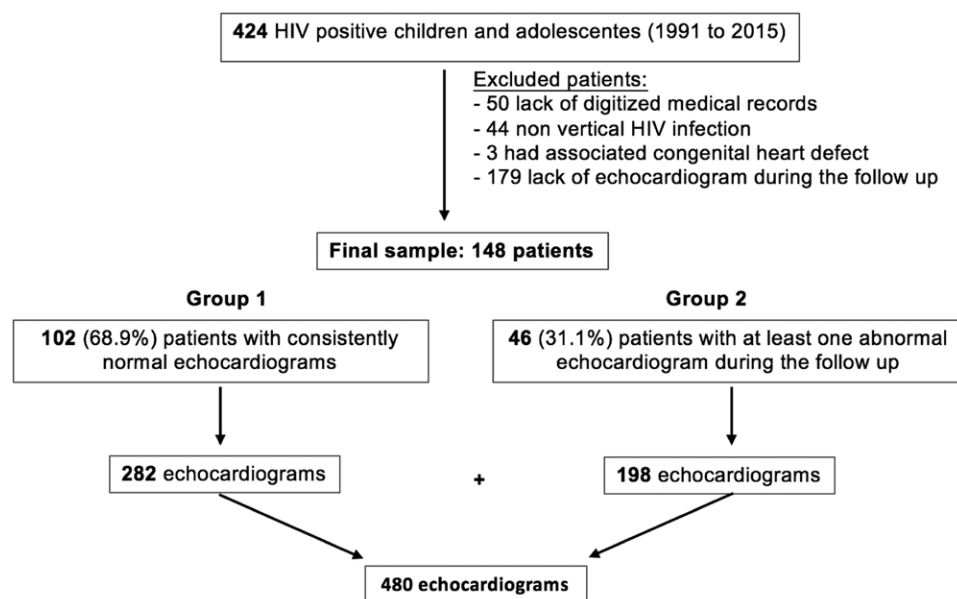 424 HIV positive children and adolescentes (1991 to 2015)
Excluded patients:
- 50 lack of digitized medical records
- 44 non vertical HIV infection
- 3 had associated congenital heart defect
- 179 lack of echocardiogram during the follow up
Final sample: 148 patients
Group 1
102 (68.9%) patients with consistently
normal echocardiograms
Group 2
46 (31.1%) patients with at least one abnormal
echocardiogram during the follow up
282 echocardiograms
+
198 echocardiograms
480 echocardiograms